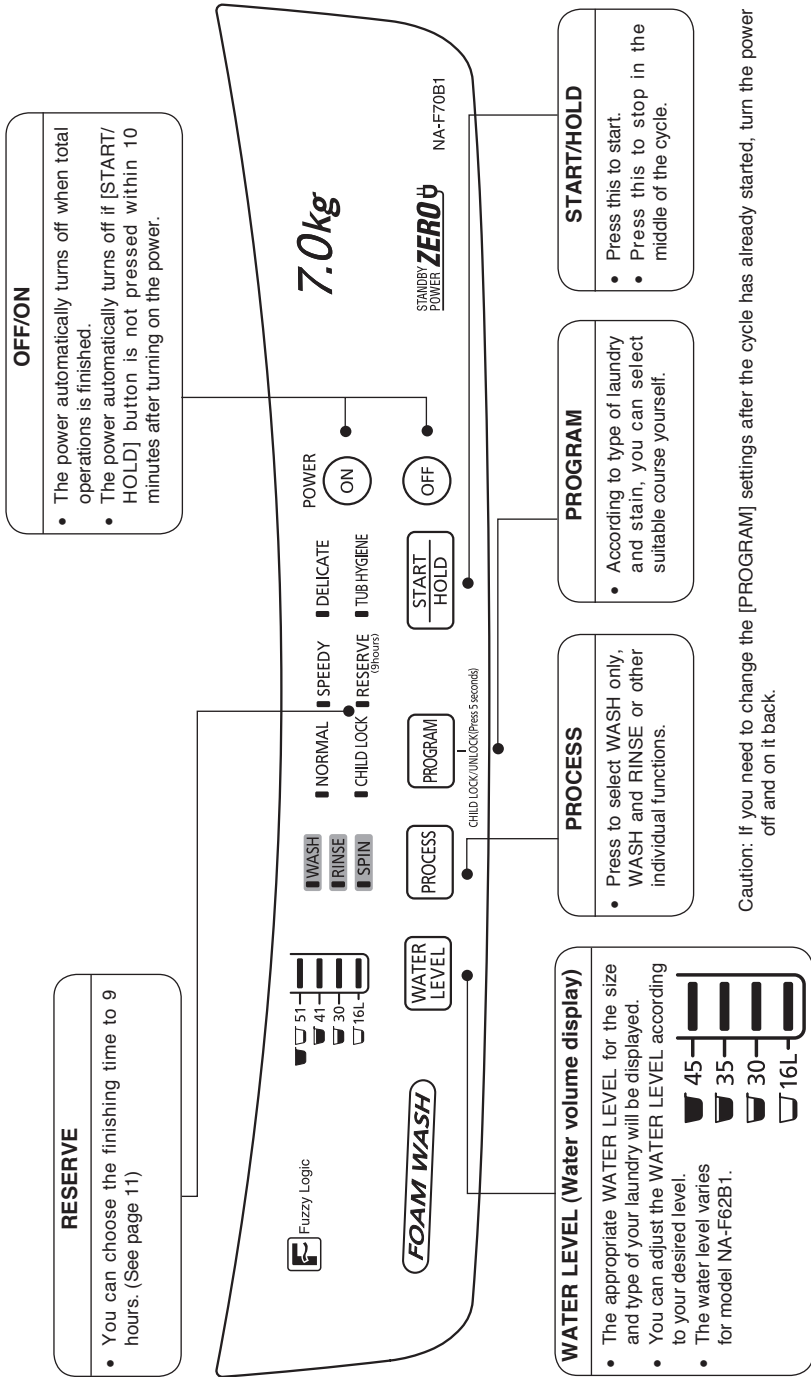 RESERVE
• You can choose the finishing time to 9
hours. (See page 11)
OFF/ON
• The power automatically turns off when total
operations is finished.
• The power automatically turns off if [START/
HOLD] button is not pressed within 10
minutes after turning on the power.
Fuzzy Logic
FOAM WASH
51
41
30
16L
WATER
LEVEL
WASH
RINSE
SPIN
PROCESS
NORMAL
SPEEDY
DELICATE
CHILD LOCK
RESERVE
(9hours)
TUB HYGIENE
PROGRAM
CHILD LOCK/UNLOCK(Press 5 seconds)
START
HOLD
POWER
ON
OFF
7.0kg
STANDBY
POWER ZERO
NA-F70B1
WATER LEVEL (Water volume display)
• The appropriate WATER LEVEL for the size
and type of your laundry will be displayed.
• You can adjust the WATER LEVEL according
to your desired level.
• The water level varies
for model NA-F62B1.
45
35
30
16L
PROCESS
• Press to select WASH only,
WASH and RINSE or other
individual functions.
PROGRAM
• According to type of laundry
and stain, you can select
suitable course yourself.
START/HOLD
• Press this to start.
• Press this to stop in the
middle of the cycle.
Caution: If you need to change the [PROGRAM] settings after the cycle has already started, turn the power
off and on it back.